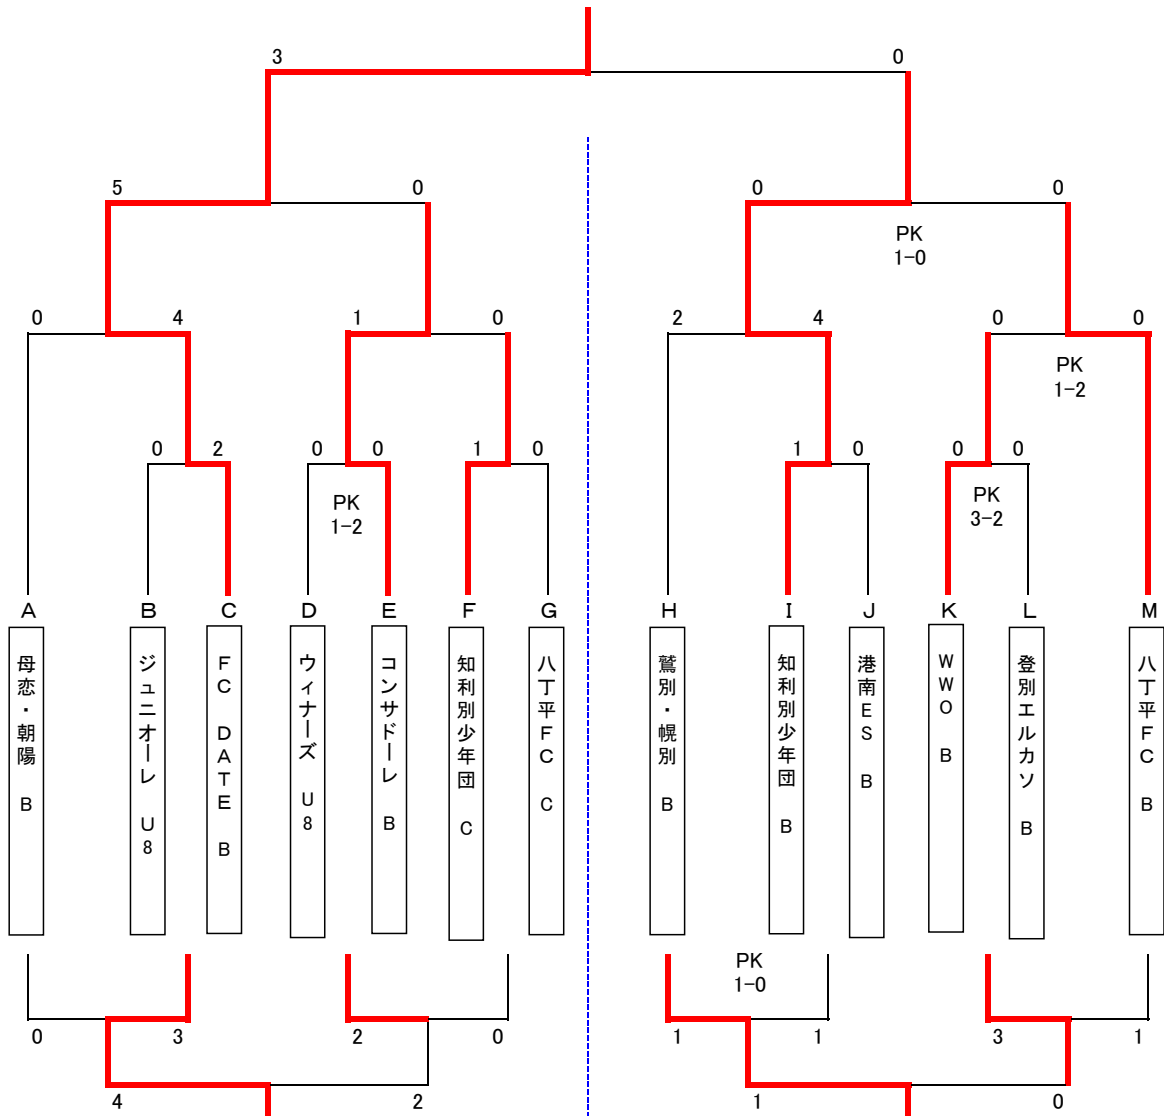 3 0
5 0 0 0
PK
1-0
0 4 1 0 2 4 0 0
PK
1-2
0 2 0 0 1 0 1 0 0 0
PK
1-2
PK
3-2
A B C D E F G H I J K L M
母恋・朝陽 B
ジュニオーレ U8
FC DATE B
ウィナーズ U8
コンサドーレ B
知利別少年団 C
八丁平FC C
鷲別・幌別 B
知利別少年団 B
港南ES B
WWO B
登別エルカソ B
八丁平FC B
PK
1-0
0 3 2 0 1 1 3 1
4 2 1 0